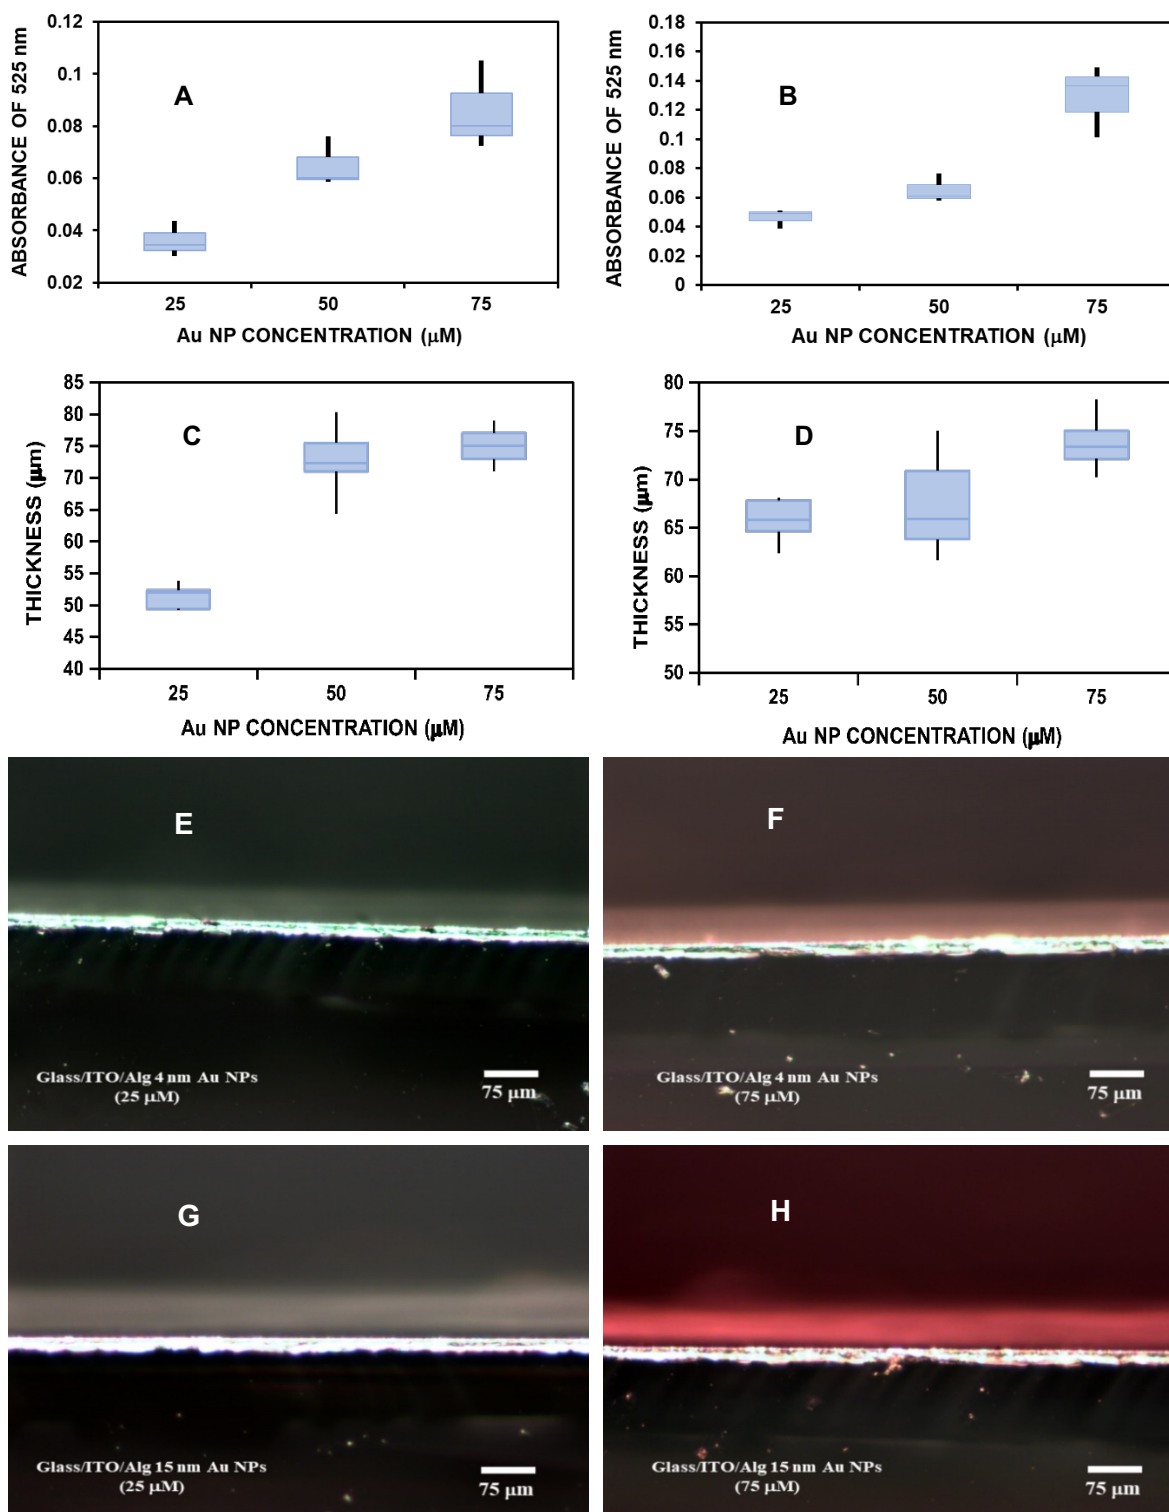 ABSORBANCE OF 525 nm
0.12
0.1
0.08
0.06
0.04
0.02
A
25 50 75
Au NP CONCENTRATION (μM)
ABSORBANCE OF 525 nm
0.18
0.16
0.14
0.12
0.1
0.08
0.06
0.04
0.02
0
B
25 50 75
Au NP CONCENTRATION (μM)
THICKNESS (μm)
85
80
75
70
65
60
55
50
45
40
C
25 50 75
Au NP CONCENTRATION (μM)
THICKNESS (μm)
80
75
70
65
60
55
50
D
25 50 75
Au NP CONCENTRATION (μM)
E
Glass/ITO/Alg 4 nm Au NPs
(25 μM)
75 μm
F
Glass/ITO/Alg 4 nm Au NPs
(75 μM)
75 μm
G
Glass/ITO/Alg 15 nm Au NPs
(25 μM)
75 μm
H
Glass/ITO/Alg 15 nm Au NPs
(75 μM)
75 μm